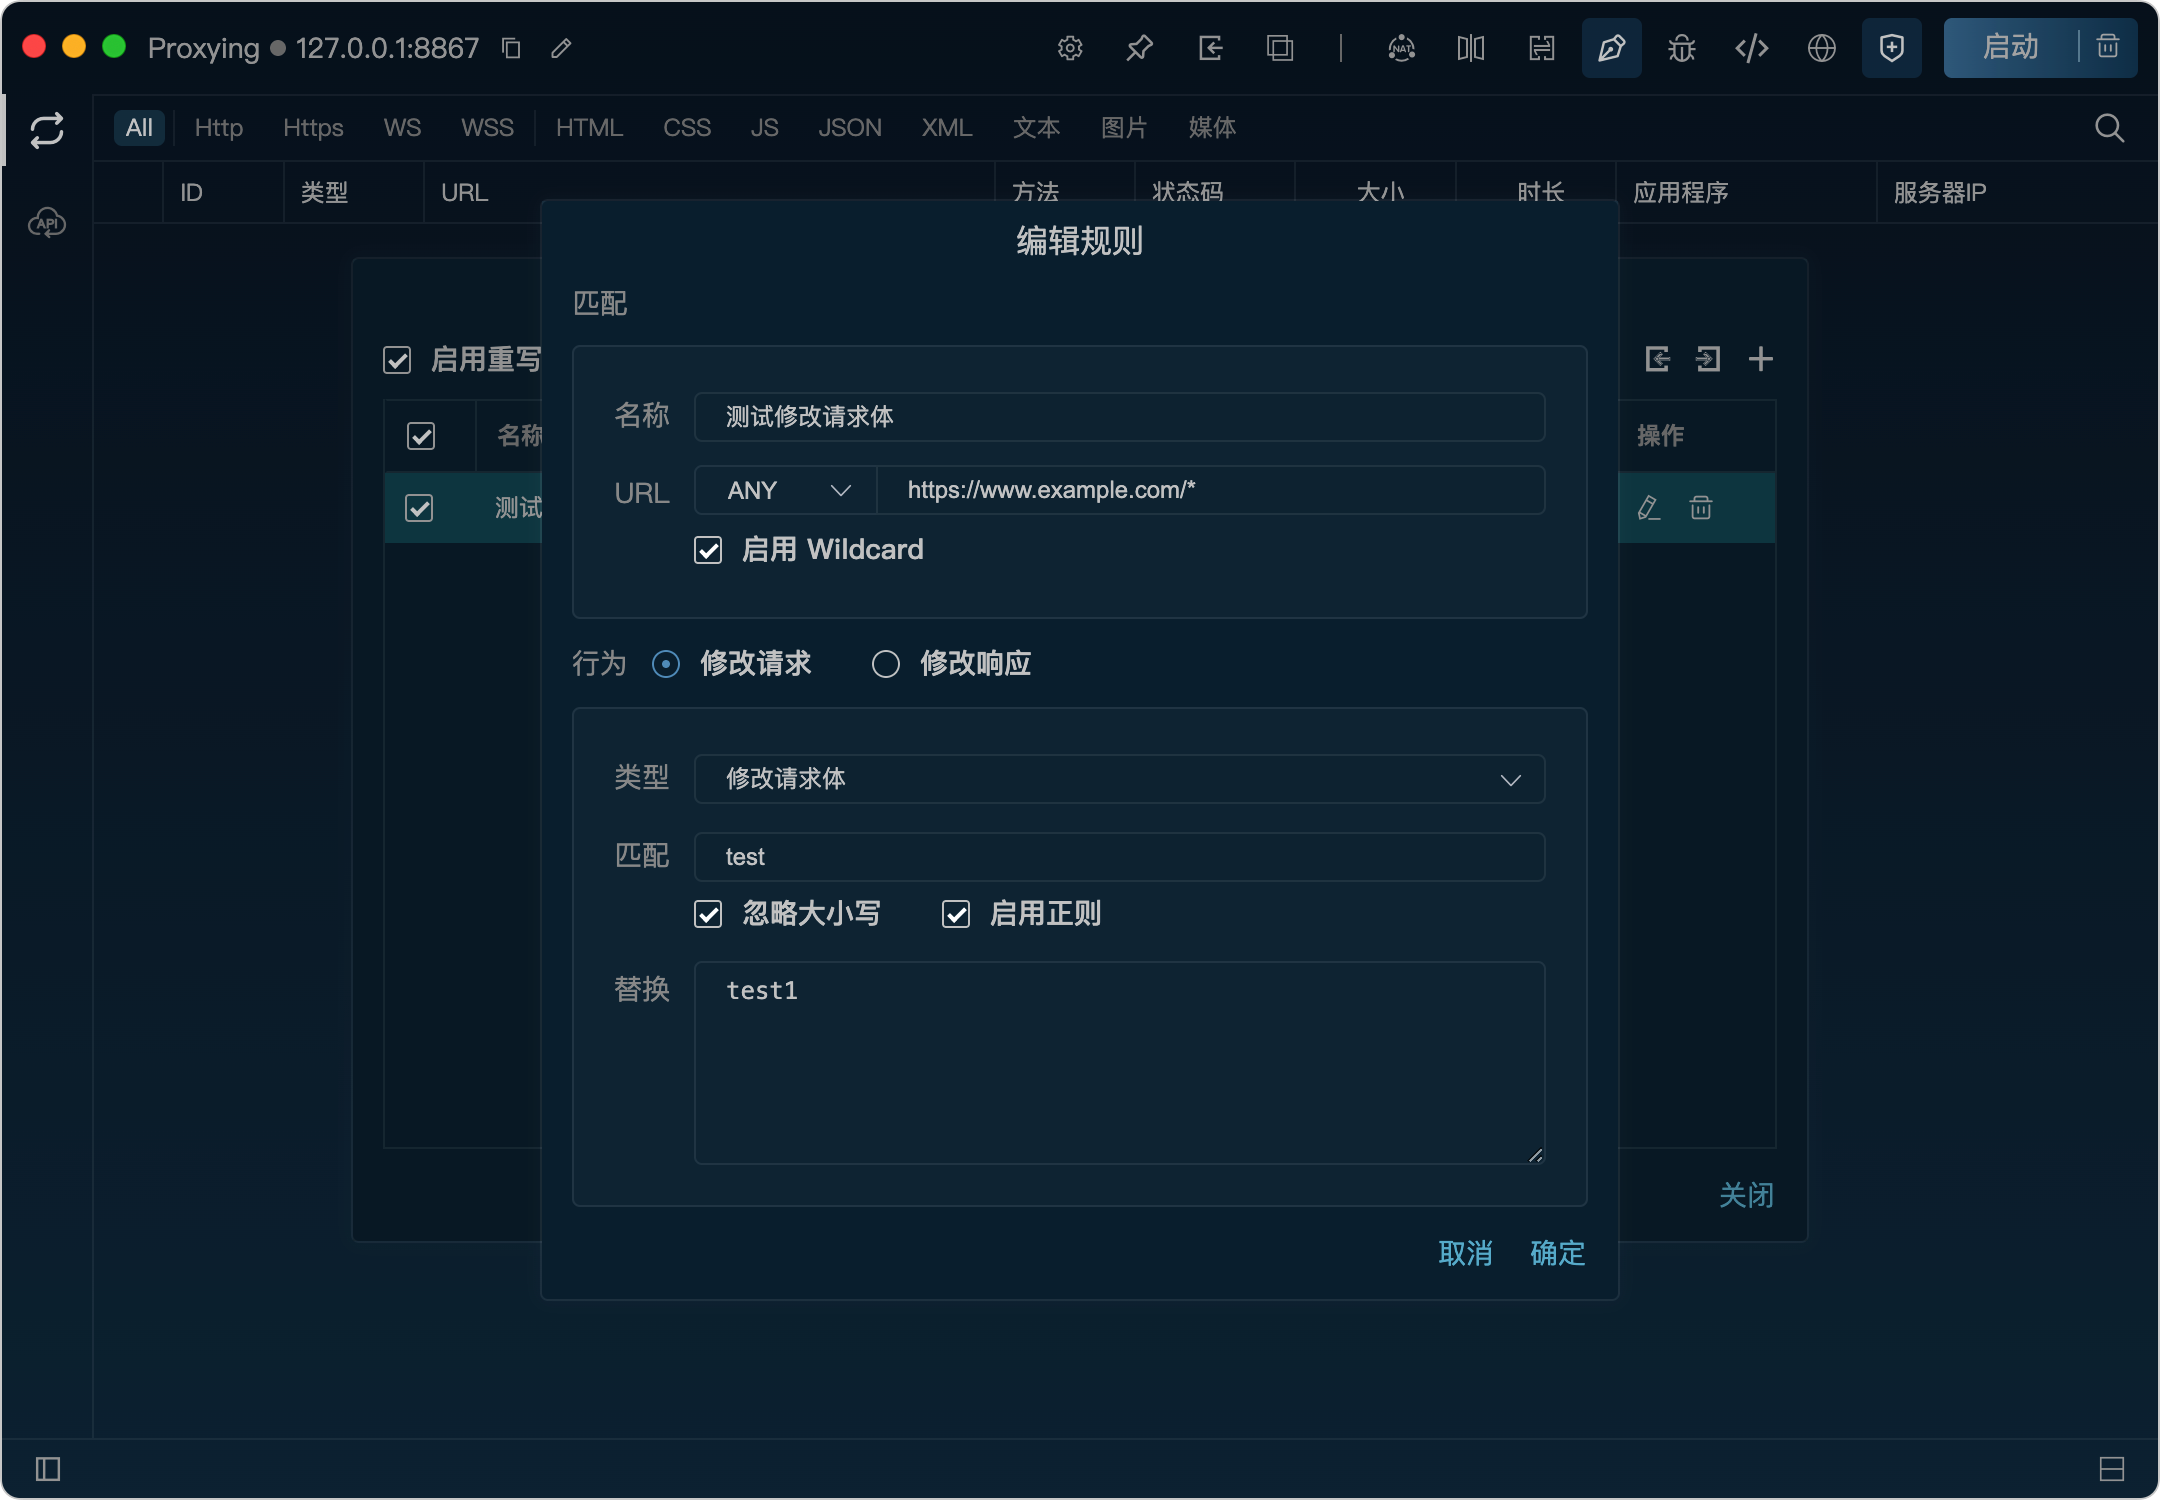 Proxying 127.0.0.1:8867
NAT
启动
All Http Https WS WSS HTML CSS JS JSON XML 文本 图片 媒体
ID 类型 URL 方法 状态码 大小 时长 应用程序 服务器IP
API
编辑规则
匹配
启用重写
名称 测试修改请求体
名称 操作
URL ANY https://www.example.com/*
测试
启用 Wildcard
行为 修改请求 修改响应
类型 修改请求体
匹配 test
忽略大小写 启用正则
替换 test1
关闭
取消 确定